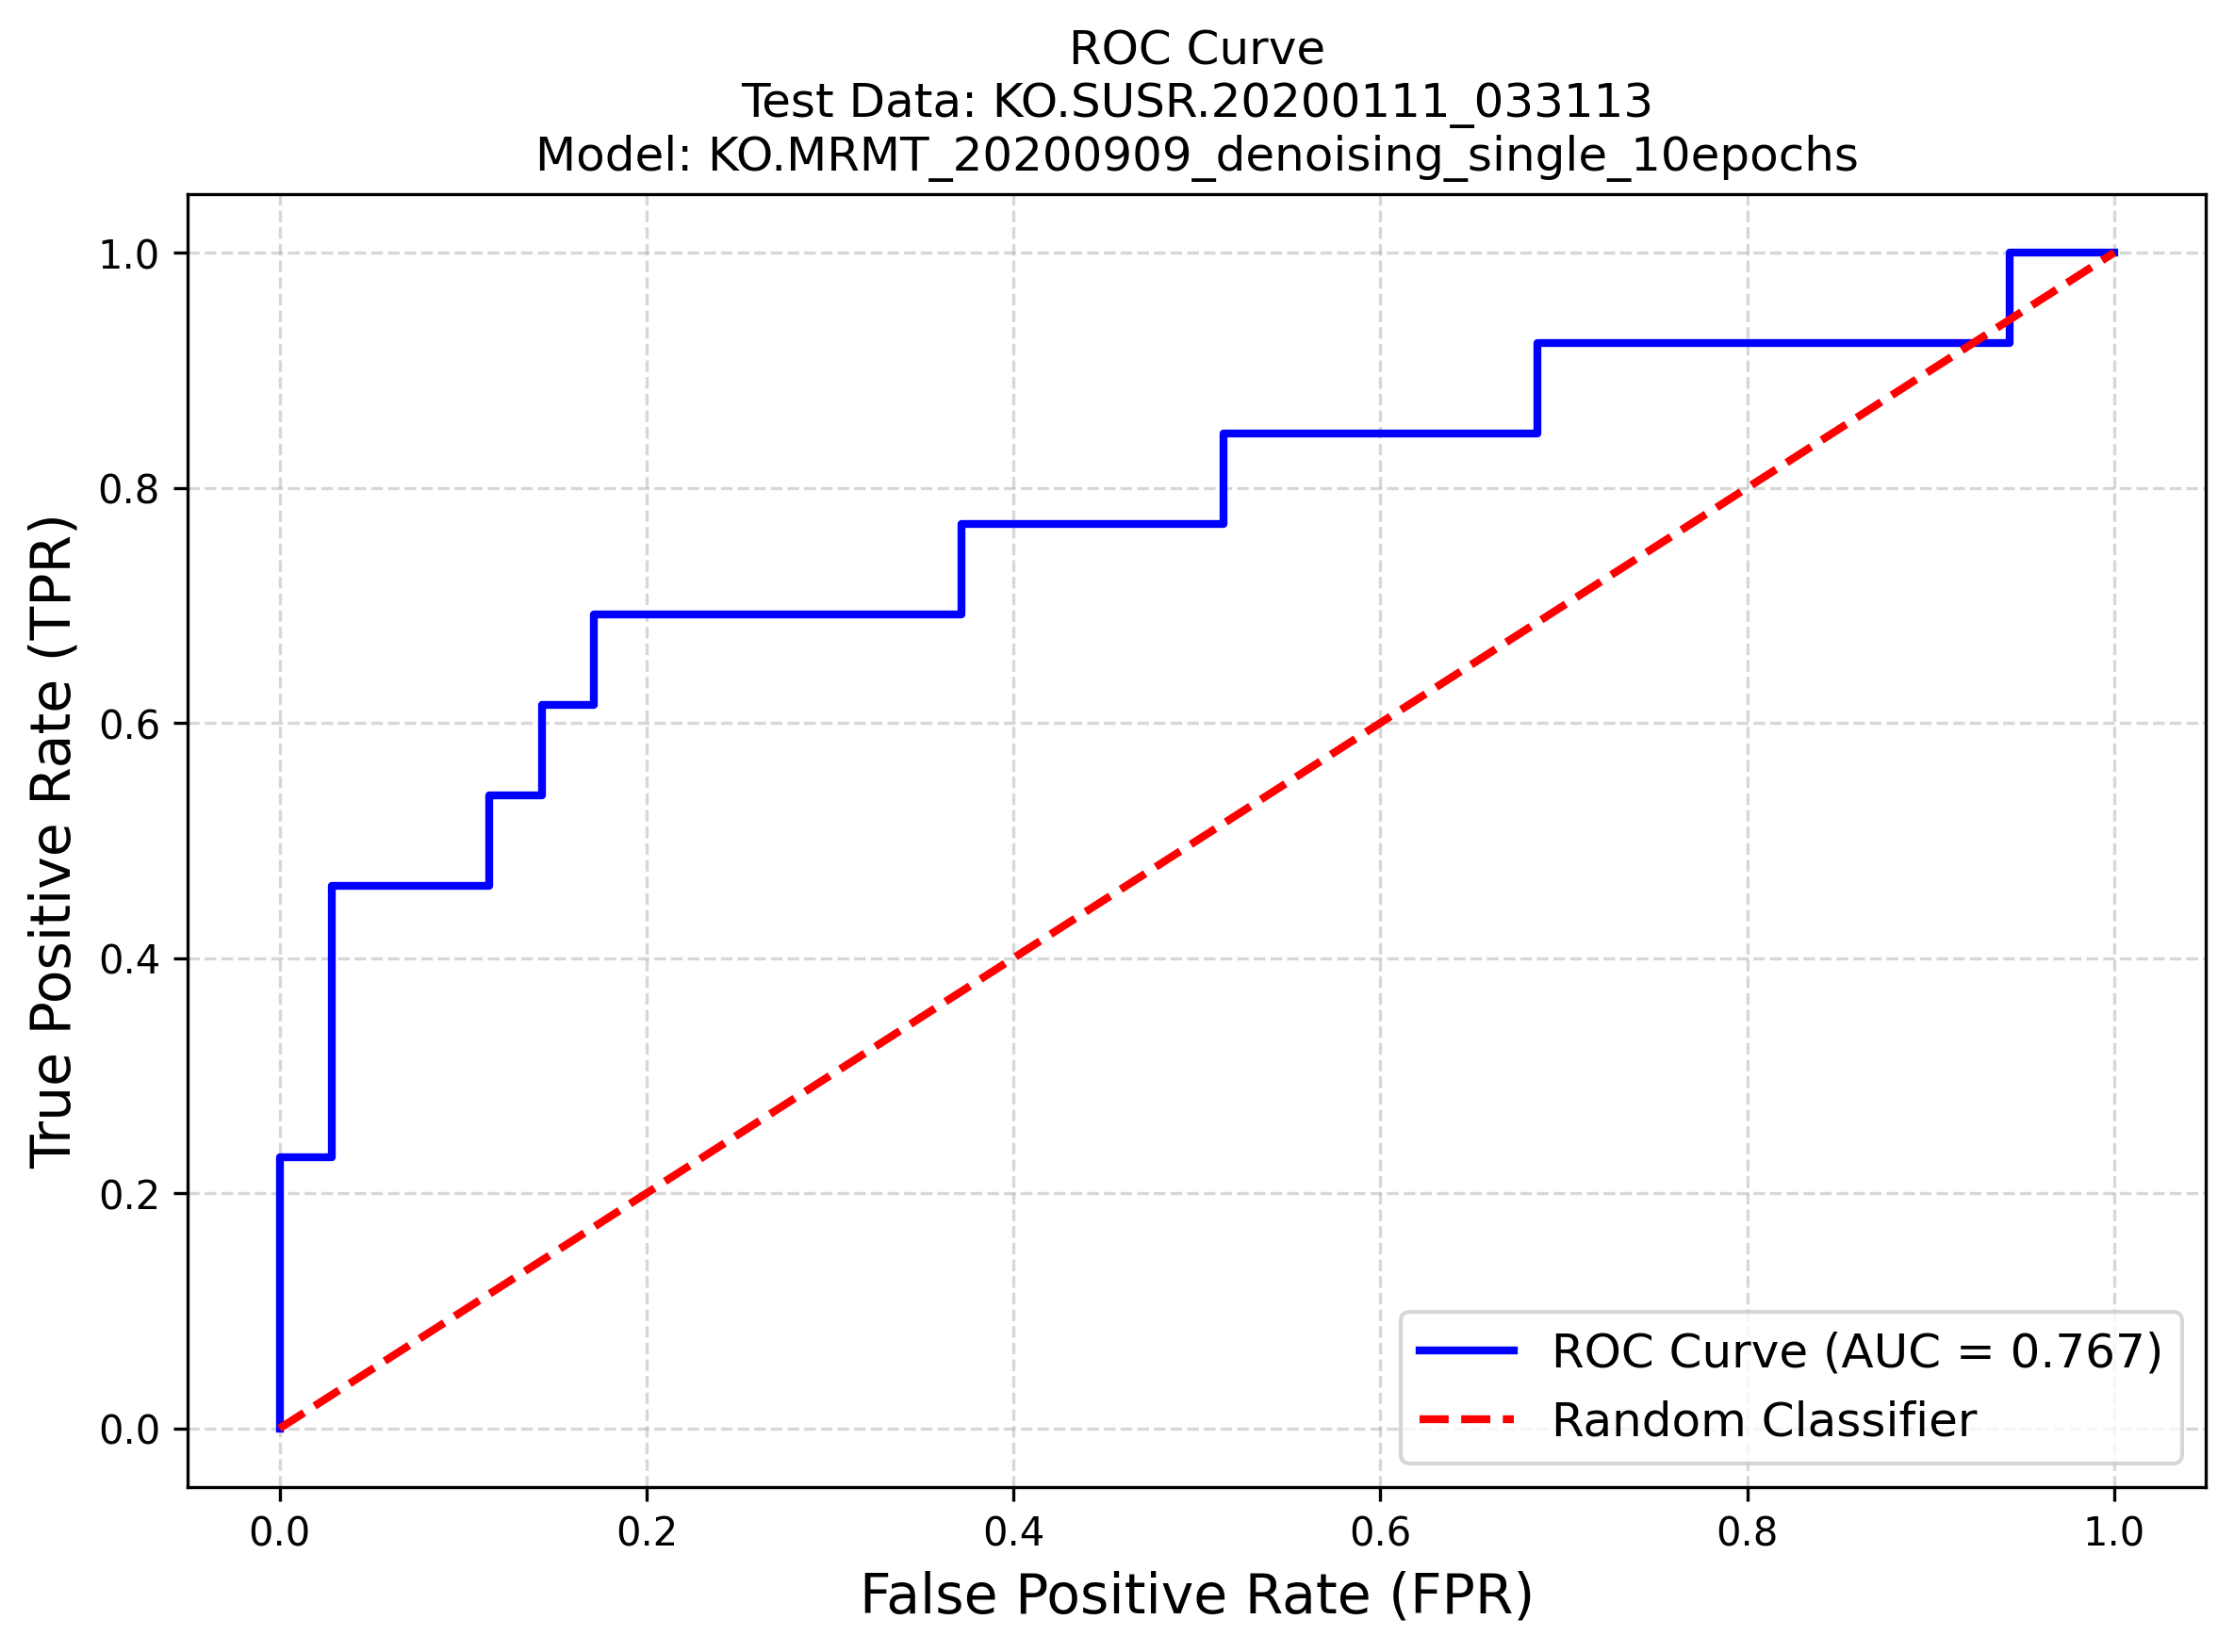 ROC Curve
Test Data: KO.SUSR.20200111_033113
Model: KO.MRMT_20200909_denoising_single_10epochs
True Positive Rate (TPR)
1.0
0.8
0.6
0.4
0.2
0.0
ROC Curve (AUC = 0.767)
Random Classifier
0.0 0.2 0.4 0.6 0.8 1.0
False Positive Rate (FPR)